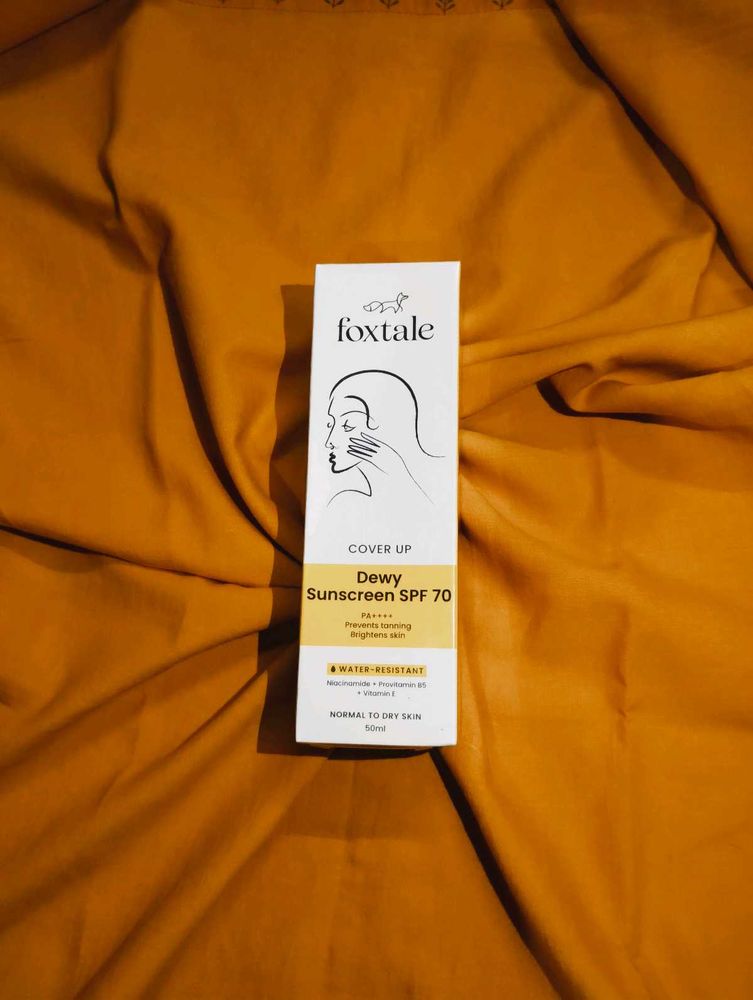 foxtale
COVER UP
Dewy
Sunscreen SPF 70
PA++++
Prevents tanning
Brightens skin
WATER-RESISTANT
Niacinamide + Provitamin B5
+ Vitamin E
NORMAL TO DRY SKIN
50ml